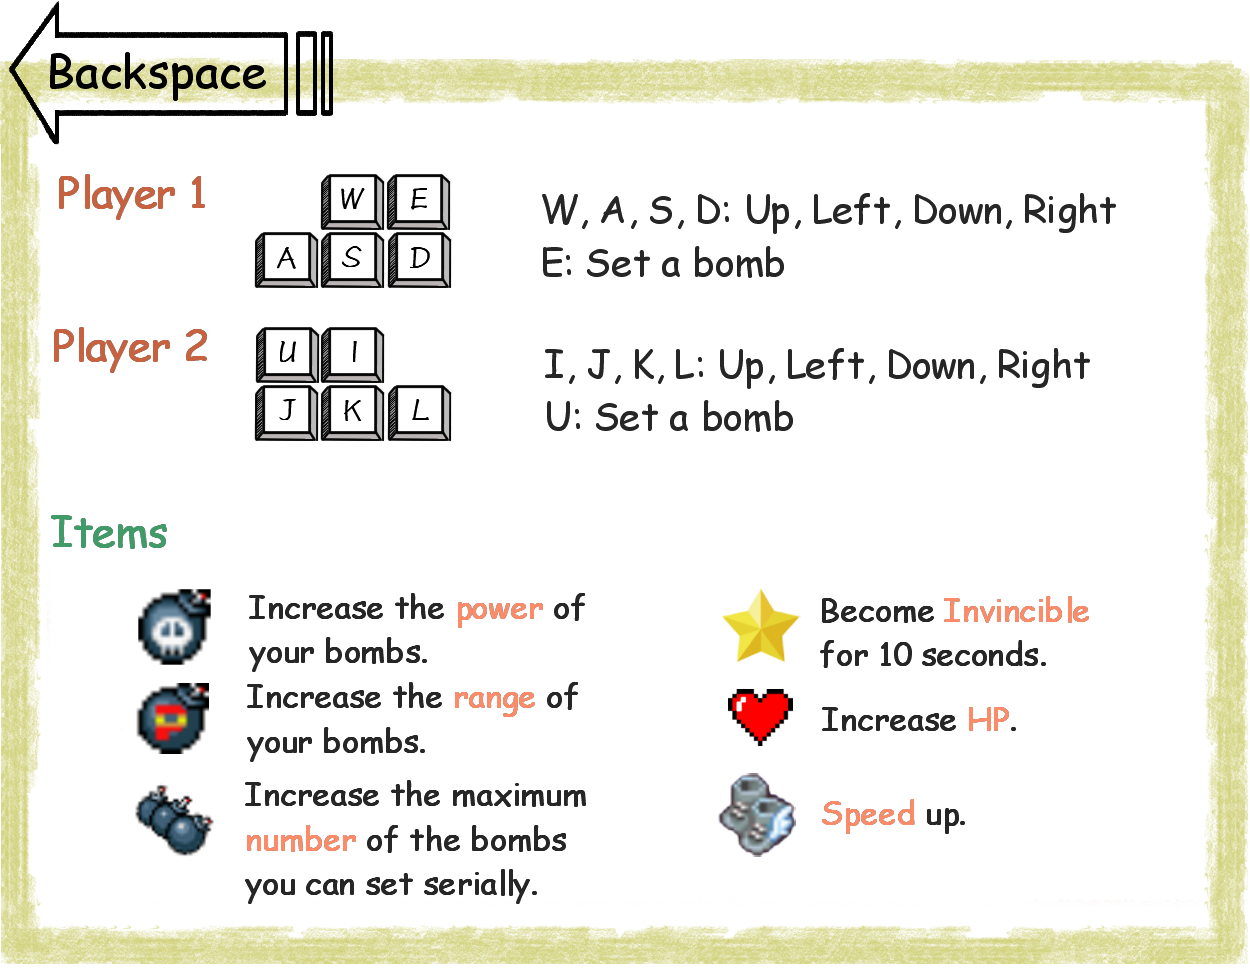 Backspace
Player 1
W E
A S D
W, A, S, D: Up, Left, Down, Right
E: Set a bomb
Player 2
U I
J K L
I, J, K, L: Up, Left, Down, Right
U: Set a bomb
Items
Increase the power of
your bombs.
P
Increase the range of
your bombs.
Increase the maximum
number of the bombs
you can set serially.
Become Invincible
for 10 seconds.
Increase HP.
Speed up.